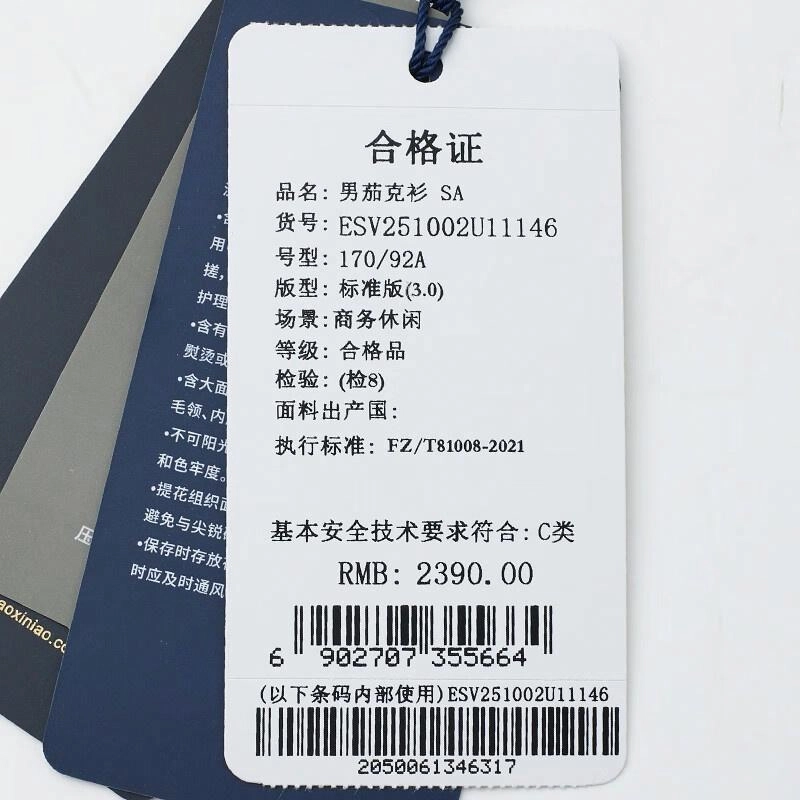 合格证
品名: 男茄克衫 SA
货号: ESV251002U11146
号型: 170/92A
版型: 标准版(3.0)
场景: 商务休闲
等级: 合格品
检验: (检8)
面料出产国:
执行标准: FZ/T81008-2021
基本安全技术要求符合: C类
RMB: 2390.00
6 902707 355664
(以下条码内部使用)ESV251002U11146
2050061346317
用
搓,
护理
•含有
熨烫或
•含大面
毛领、内
•不可阳光
和色牢度。
•提花组织面
避免与尖锐
•保存时存放
时应及时通风
压
aoxiniao.co